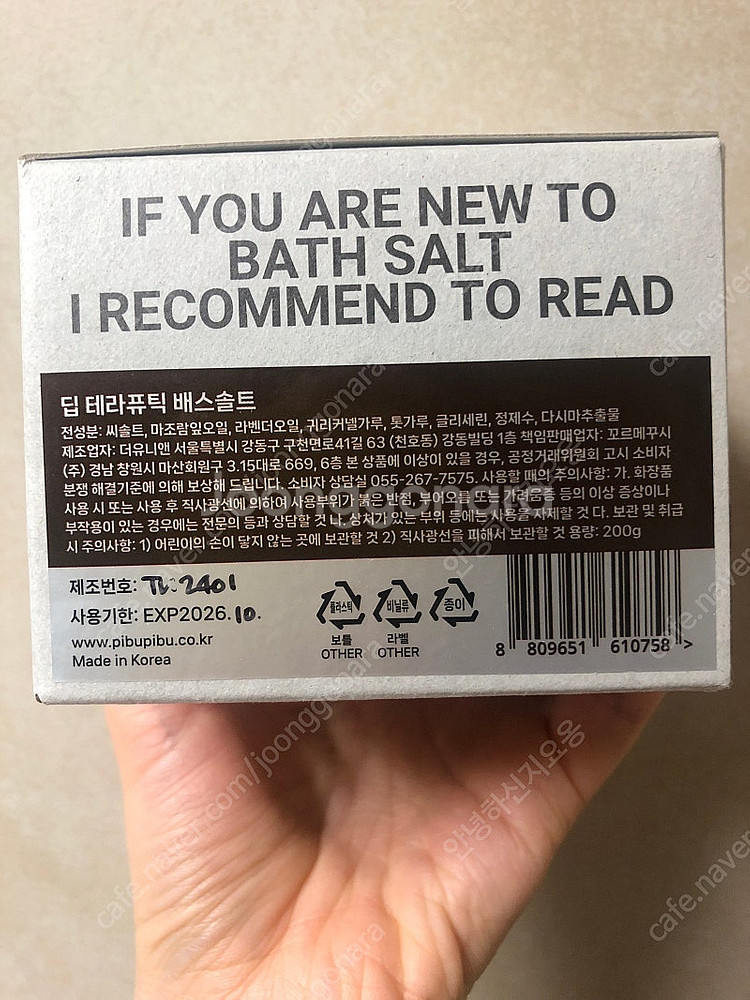 IF YOU ARE NEW TO
BATH SALT
I RECOMMEND TO READ
딥 테라퓨틱 배스솔트
전성분: 씨솔트, 마조람잎오일, 라벤더오일, 귀리커넬가루, 톳가루, 글리세린, 정제수, 다시마추출물
제조업자: 더유니앤 서울특별시 강동구 구천면로41길 63 (천호동) 강동빌딩 1층 책임판매업자: 꼬르메꾸시
(주) 경남 창원시 마산회원구 3.15대로 669, 6층 본 상품에 이상이 있을 경우, 공정거래위원회 고시 소비자
분쟁 해결기준에 의해 보상해 드립니다. 소비자 상담실 055-267-7575. 사용할 때의 주의사항: 가. 화장품
사용 시 또는 사용 후 직사광선에 의하여 사용부위가 붉은 반점, 부어오름 또는 가려움증 등의 이상 증상이나
부작용이 있는 경우에는 전문의 등과 상담할 것 나. 상처가 있는 부위 등에는 사용을 자제할 것 다. 보관 및 취급
시 주의사항: 1) 어린이의 손이 닿지 않는 곳에 보관할 것 2) 직사광선을 피해서 보관할 것 용량: 200g
제조번호: 2401
사용기한: EXP2026.10.
www.pibupibu.co.kr
Made in Korea
플라스틱 비닐류 종이
보틀 라벨
OTHER OTHER
8 809651 610758 >
cafe.naver.com/joonggonara
안녕하신지요옹